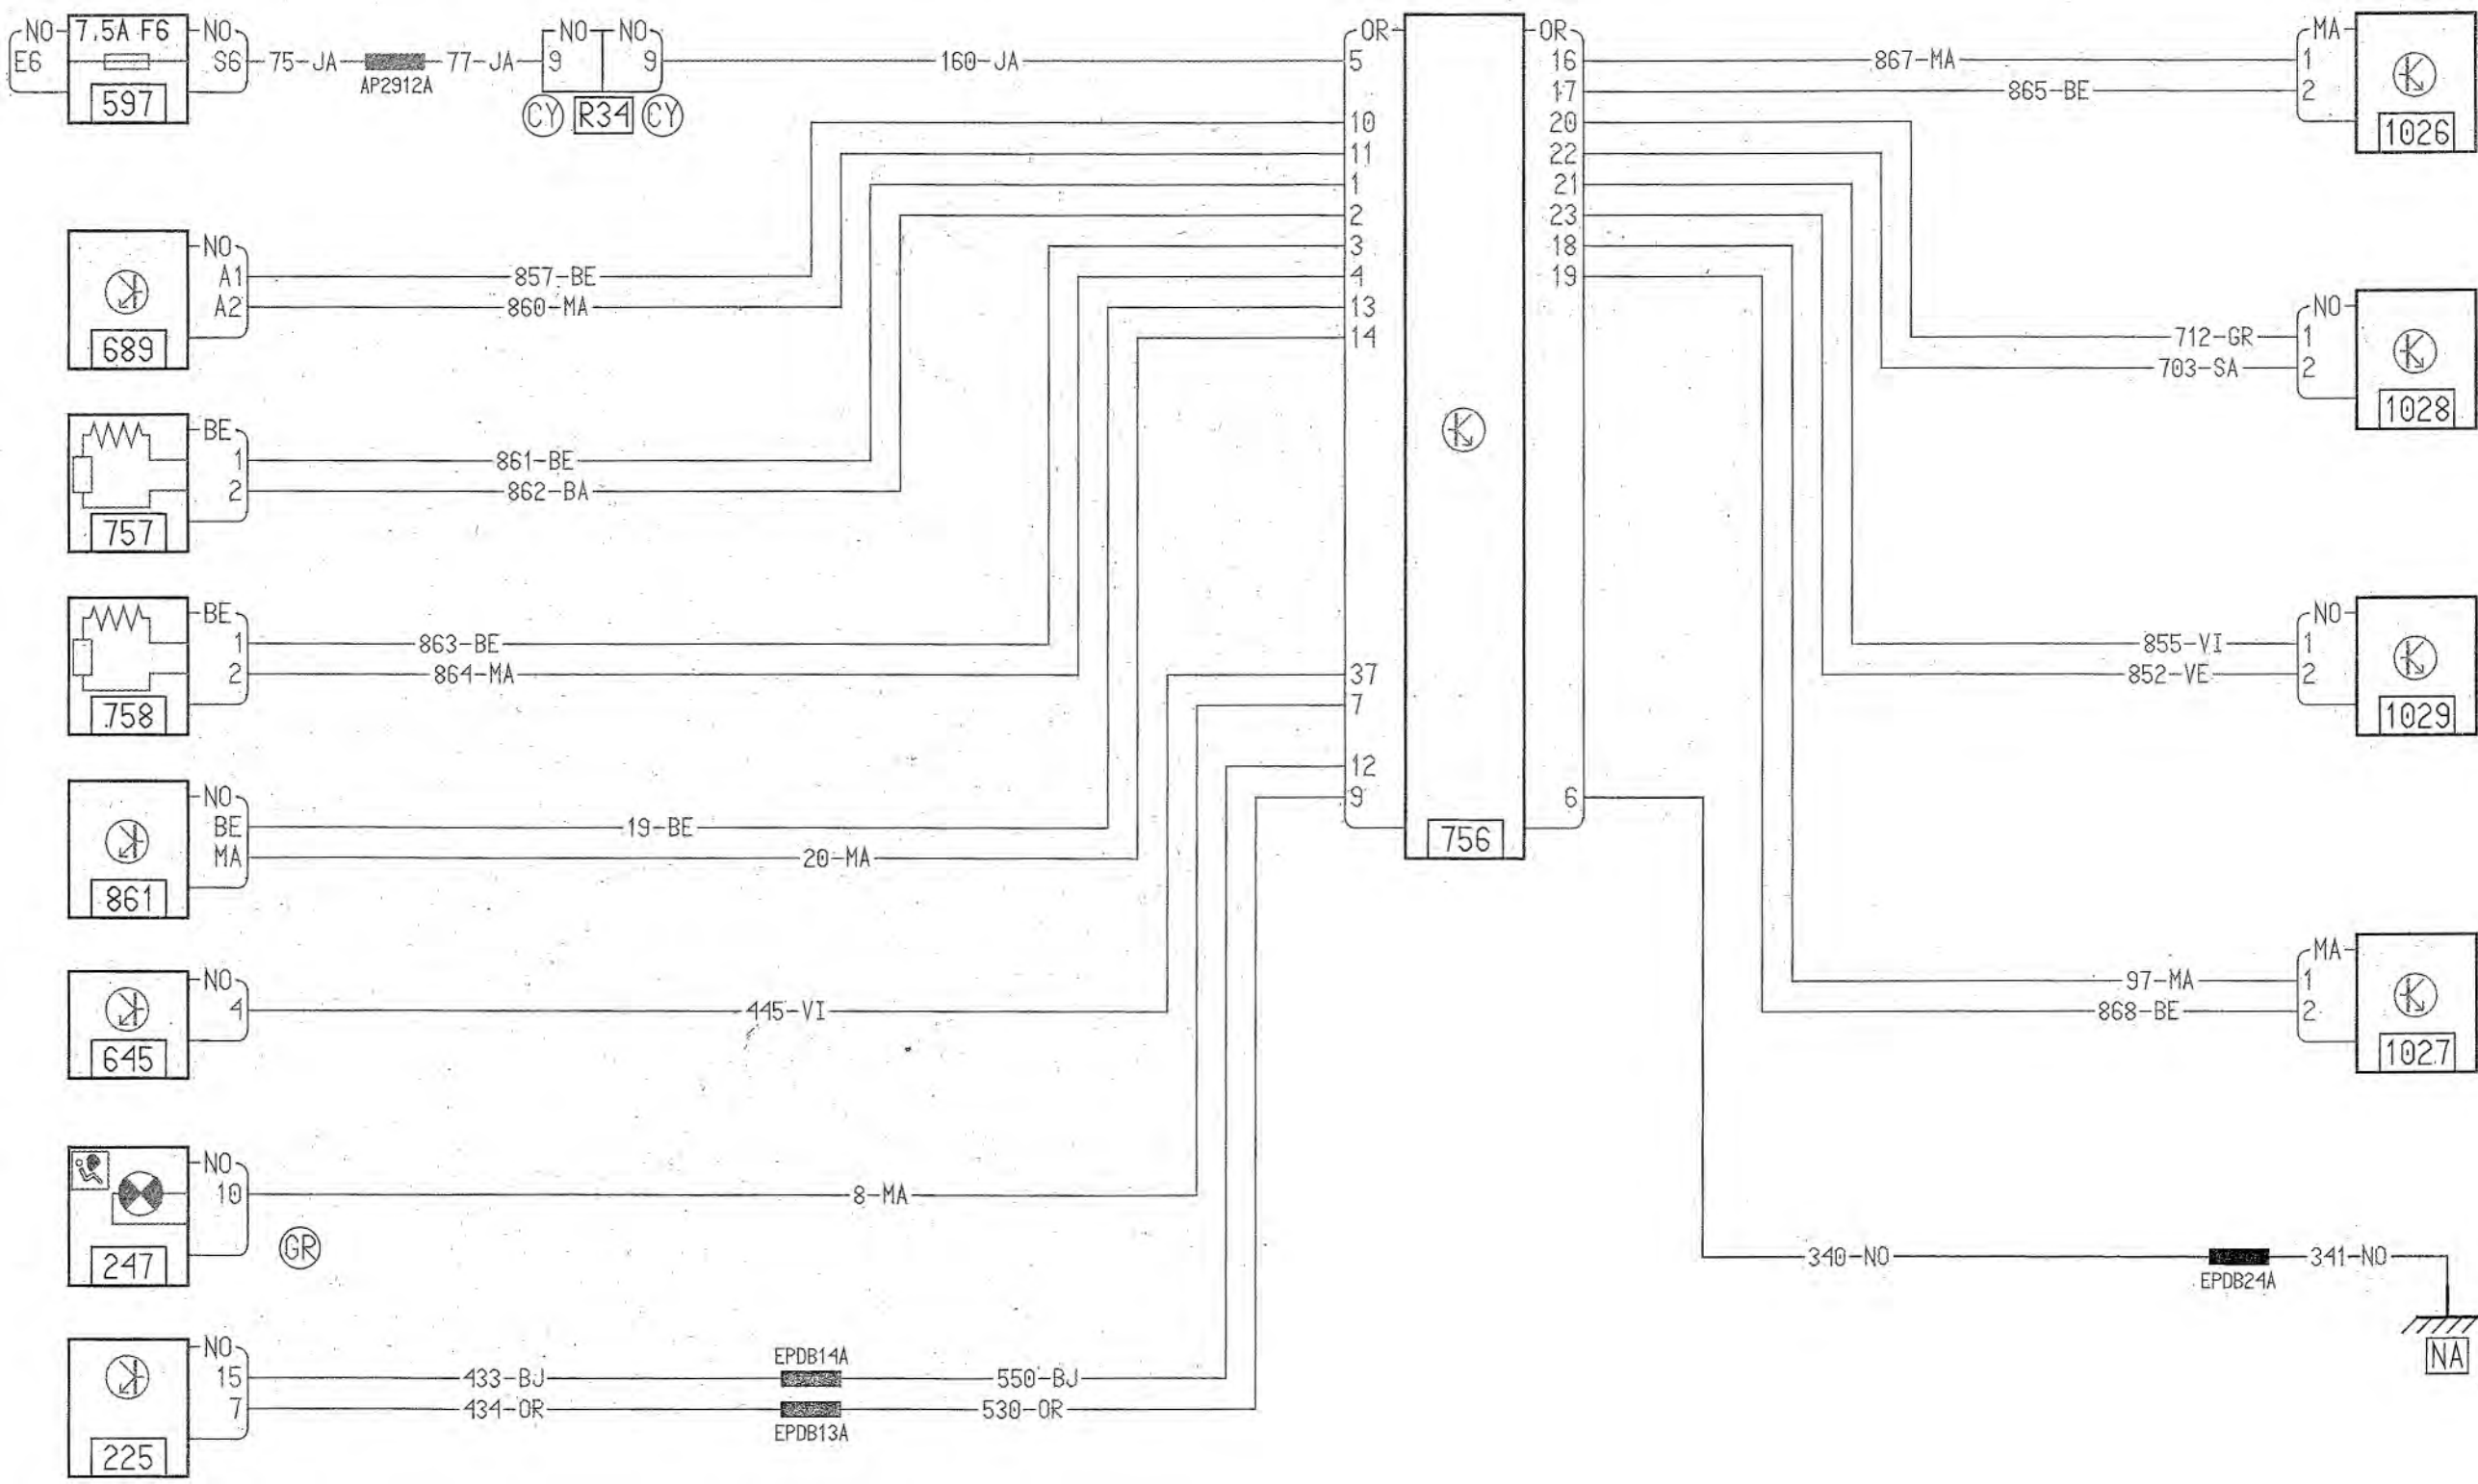 NO 7.5A F6 NO
E6 S6 75-JA 77-JA
AP2912A
597
NO NO
9 9
CY R34 CY
160-JA
NO
A1 857-BE
A2 860-MA
689
BE
1 861-BE
2 862-BA
757
BE
1 863-BE
2 864-MA
758
NO
BE 19-BE
MA 20-MA
861
NO
4 445-VI
645
NO
10 8-MA
247 GR
NO
15 433-BJ EPDB14A 550-BJ
7 434-OR EPDB13A 530-OR
225
OR
5
10
11
1
2
3
4
13
14
37
7
12
9
756
OR
16 867-MA
17 865-BE
20
22
21
23
18
19
6
MA
1
2
1026
NO
712-GR 1
703-SA 2
1028
NO
855-VI 1
852-VE 2
1029
MA
97-MA 1
868-BE 2
1027
340-NO 341-NO
EPDB24A
NA